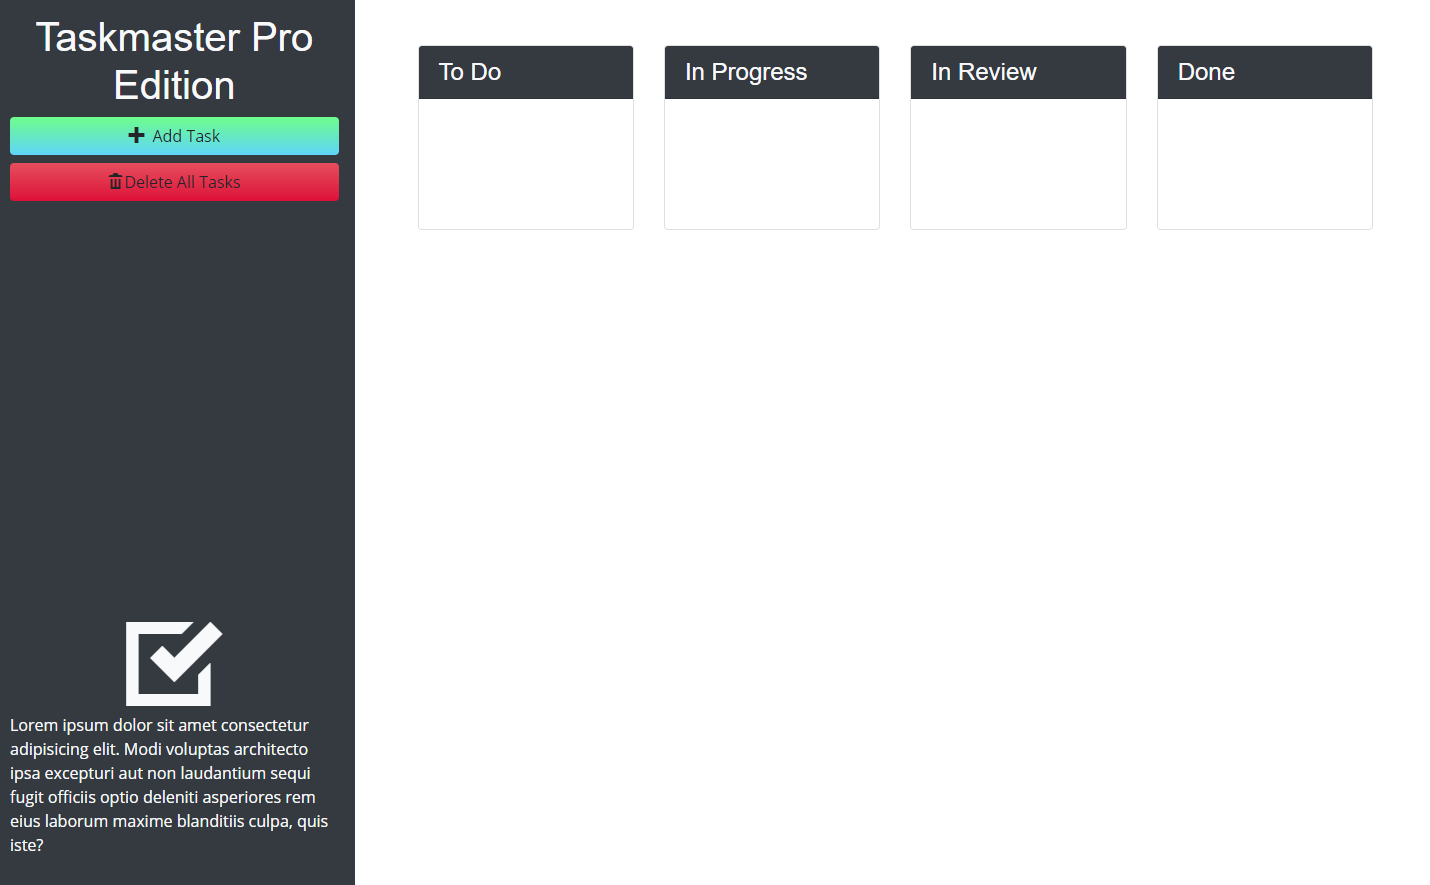 Taskmaster Pro
Edition
Add Task
Delete All Tasks
Lorem ipsum dolor sit amet consectetur
adipisicing elit. Modi voluptas architecto
ipsa excepturi aut non laudantium sequi
fugit officiis optio deleniti asperiores rem
eius laborum maxime blanditiis culpa, quis
iste?
To Do
In Progress
In Review
Done